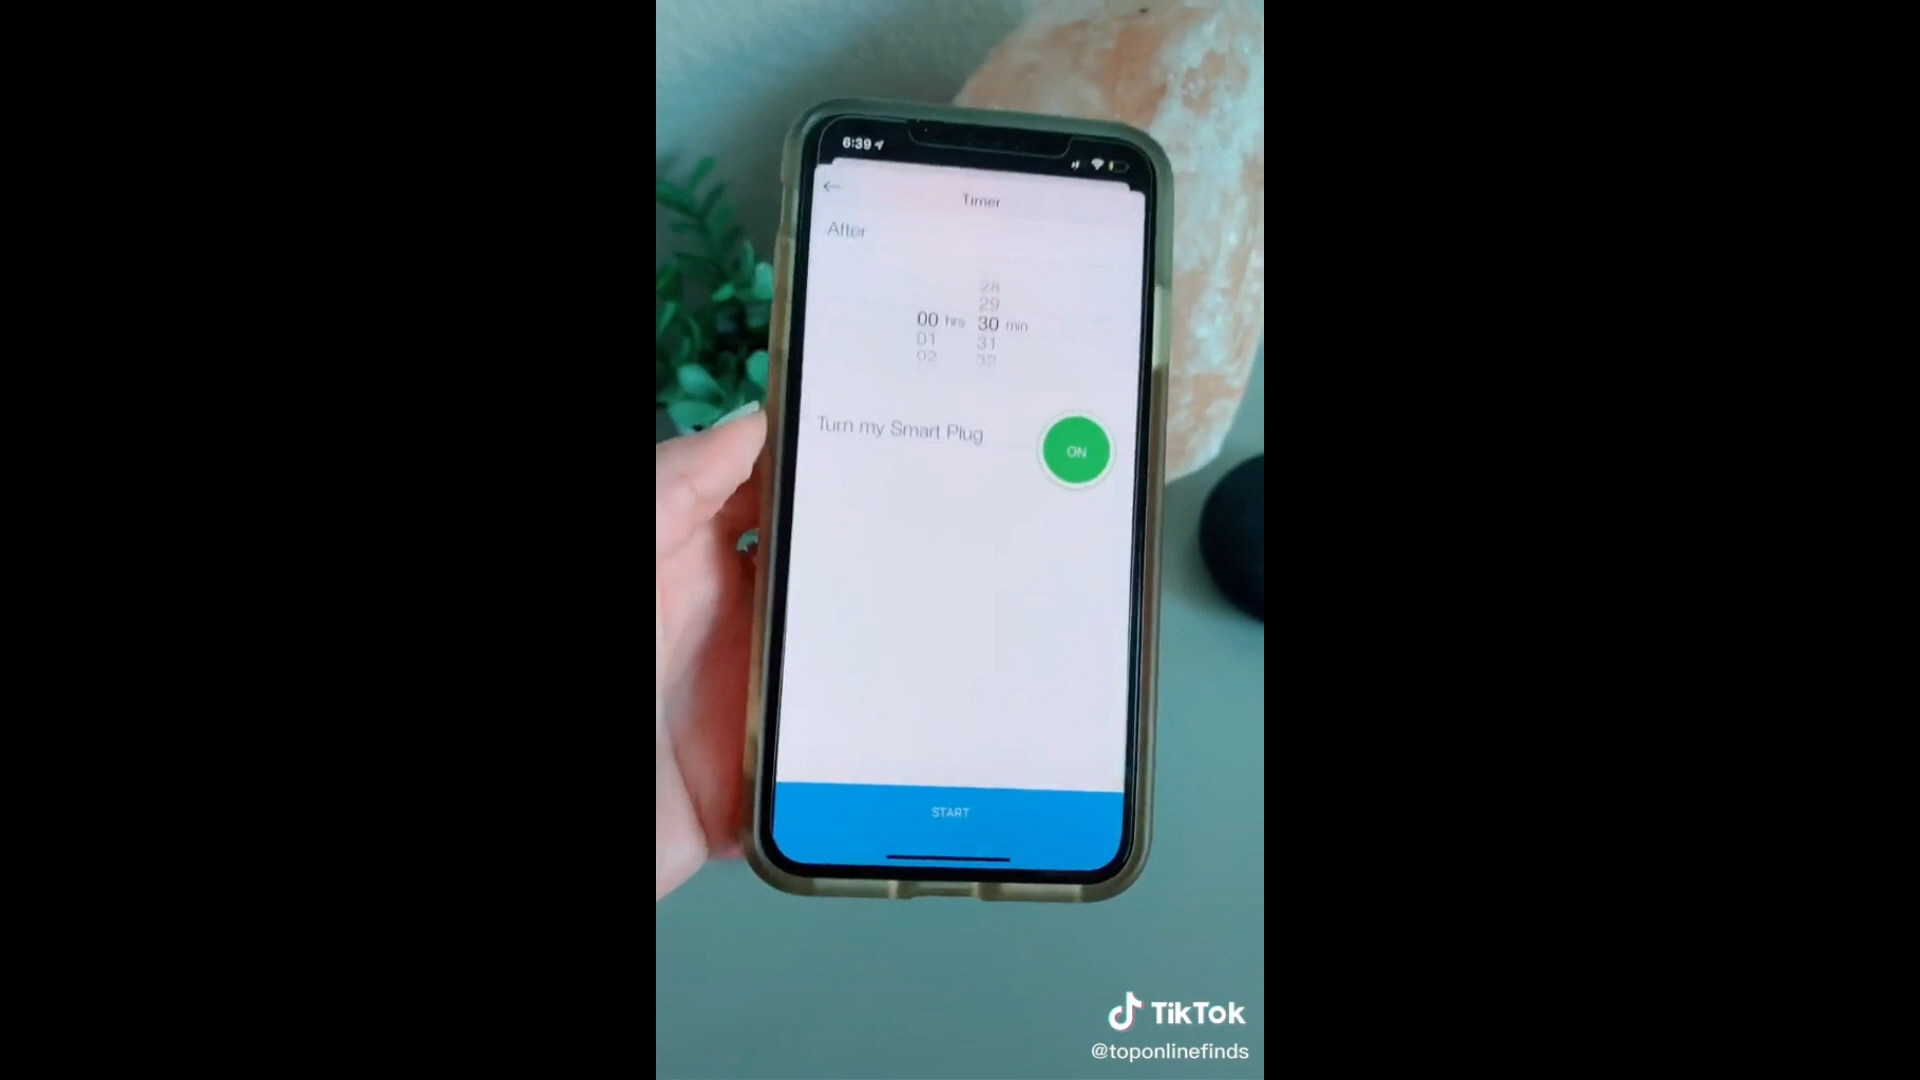 6:39
Timer
After
28
29
00 hrs 30 min
01 31
02 32
Turn my Smart Plug
ON
START
TikTok
@toponlinefinds